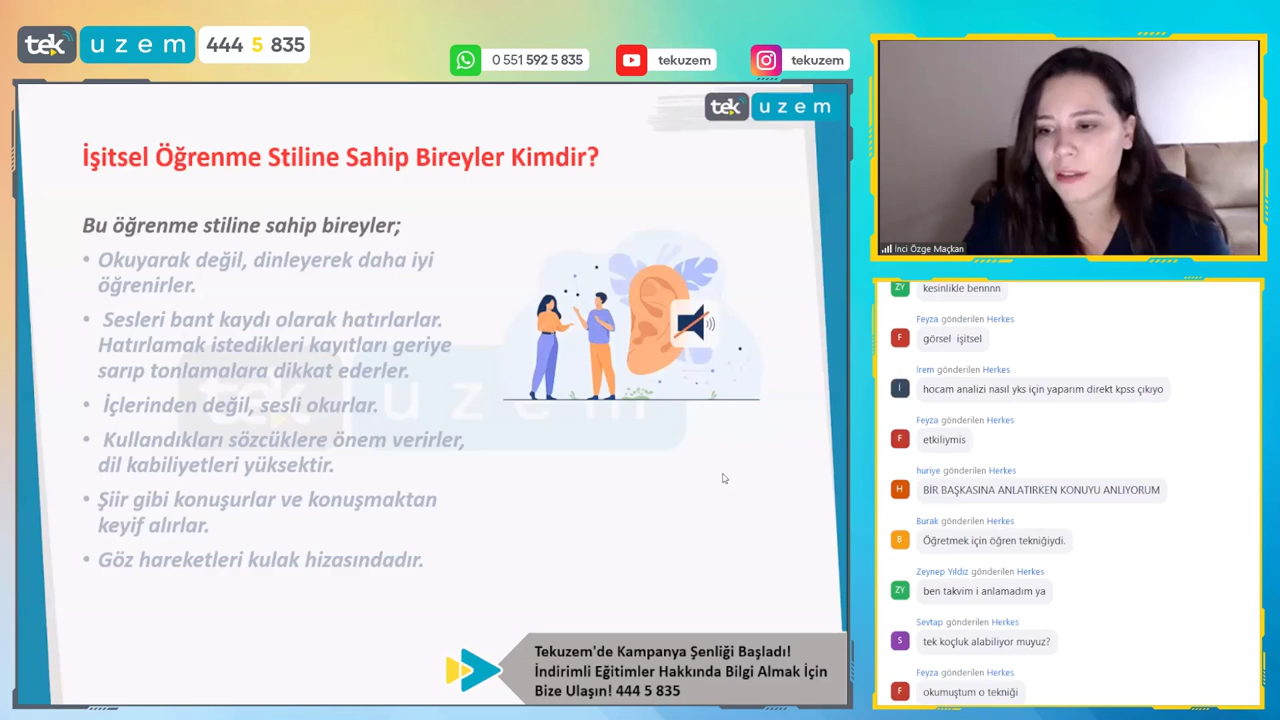 tek uzem 444 5 835
0 551 592 5 835
tekuzem
tekuzem
tek uzem
İşitsel Öğrenme Stiline Sahip Bireyler Kimdir?
Bu öğrenme stiline sahip bireyler;
• Okuyarak değil, dinleyerek daha iyi
öğrenirler.
• Sesleri bant kaydı olarak hatırlarlar.
Hatırlamak istedikleri kayıtları geriye
sarıp tonlamalara dikkat ederler.
• İçlerinden değil, sesli okurlar.
• Kullandıkları sözcüklere önem verirler,
dil kabiliyetleri yüksektir.
• Şiir gibi konuşurlar ve konuşmaktan
keyif alırlar.
• Göz hareketleri kulak hizasındadır.
tek uzem
Tekuzem'de Kampanya Şenliği Başladı!
İndirimli Eğitimler Hakkında Bilgi Almak İçin
Bize Ulaşın! 444 5 835
İnci Özge Maçkan
ZY kesinlikle bennnn
Feyza gönderilen Herkes
F görsel işitsel
İrem gönderilen Herkes
İ hocam analizi nasıl yks için yaparım direkt kpss çıkıyo
Feyza gönderilen Herkes
F etkiliymis
huriye gönderilen Herkes
H BİR BAŞKASINA ANLATIRKEN KONUYU ANLIYORUM
Burak gönderilen Herkes
B Öğretmek için öğren tekniğiydi.
Zeynep Yıldız gönderilen Herkes
ZY ben takvim i anlamadım ya
Sevtap gönderilen Herkes
S tek koçluk alabiliyor muyuz?
Feyza gönderilen Herkes
F okumuştum o tekniği